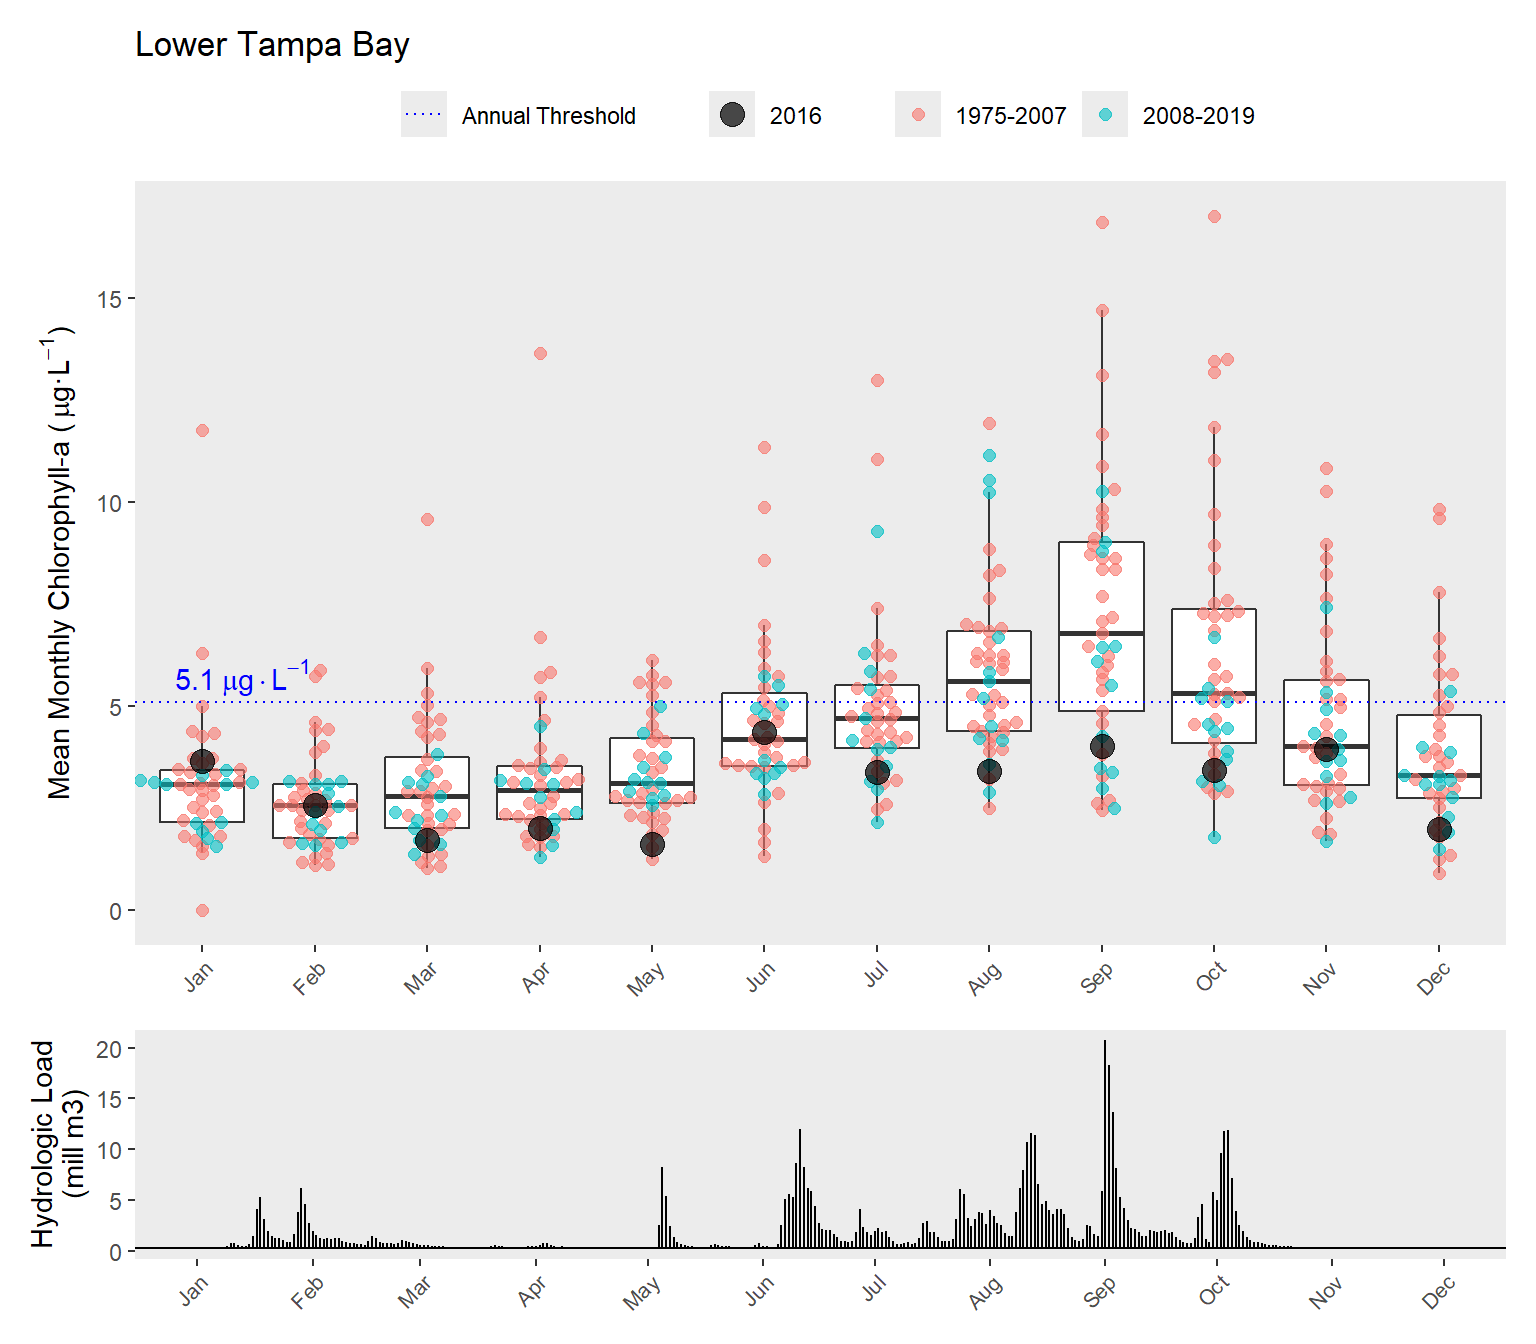 Lower Tampa Bay
Annual Threshold 2016 1975-2007 2008-2019
Mean Monthly Chlorophyll-a ( μg·L⁻¹)
15
10
5
0
5.1 μg·L⁻¹
Jan Feb Mar Apr May Jun Jul Aug Sep Oct Nov Dec
Hydrologic Load
(mill m3)
20
15
10
5
0
Jan Feb Mar Apr May Jun Jul Aug Sep Oct Nov Dec